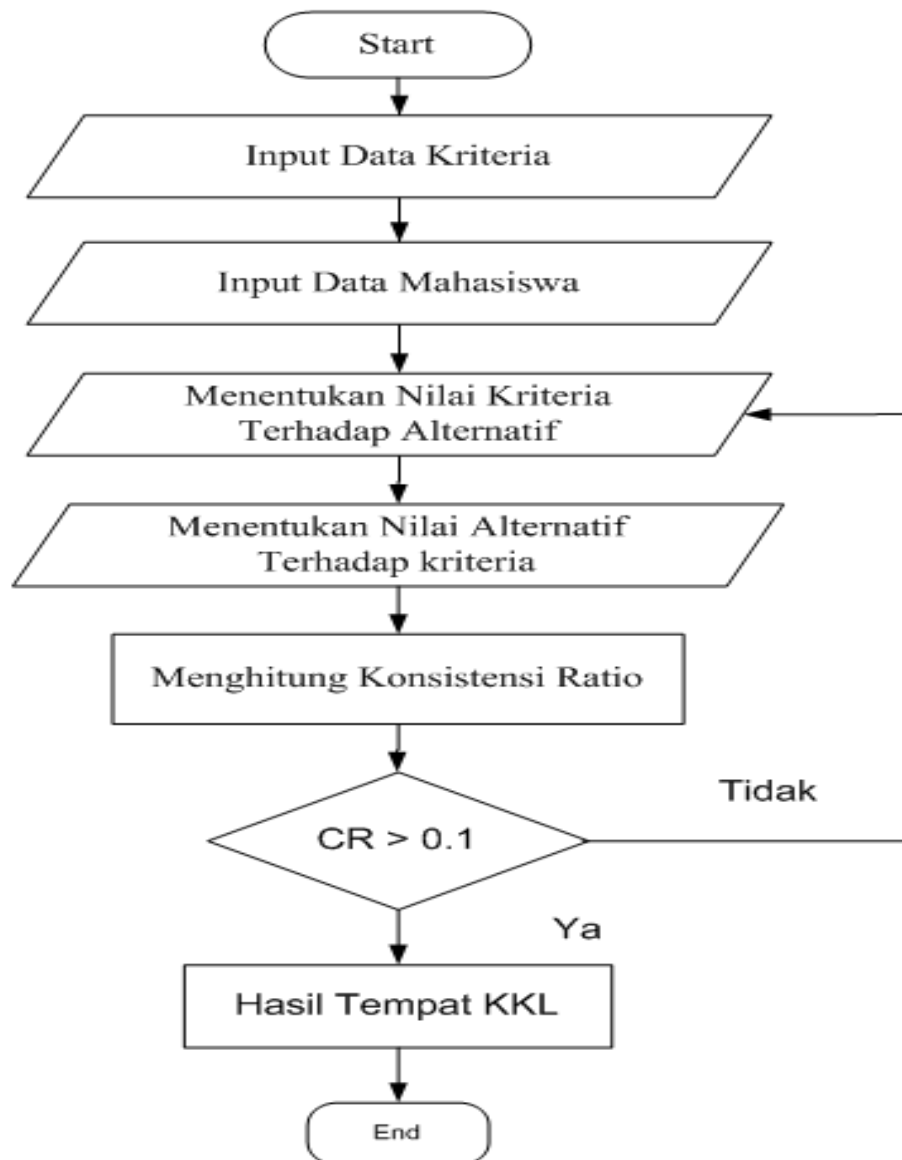 Start
Input Data Kriteria
Input Data Mahasiswa
Menentukan Nilai Kriteria
Terhadap Alternatif
Menentukan Nilai Alternatif
Terhadap kriteria
Menghitung Konsistensi Ratio
Tidak
CR > 0.1
Ya
Hasil Tempat KKL
End